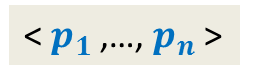 < p₁ ,..., pₙ >